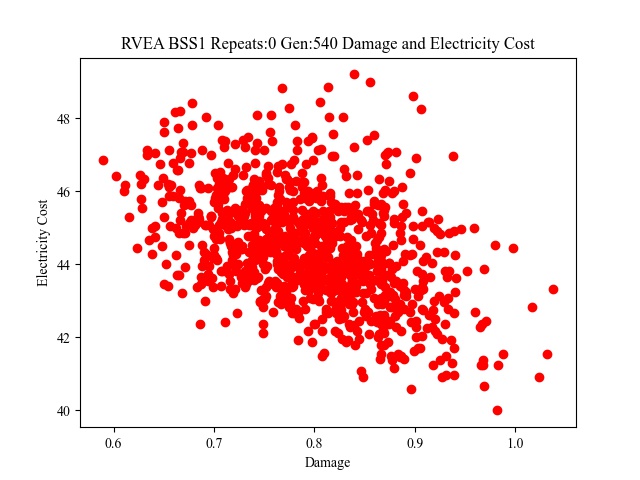 RVEA BSS1 Repeats:0 Gen:540 Damage and Electricity Cost
48
46
44
42
40
Electricity Cost
0.6 0.7 0.8 0.9 1.0
Damage